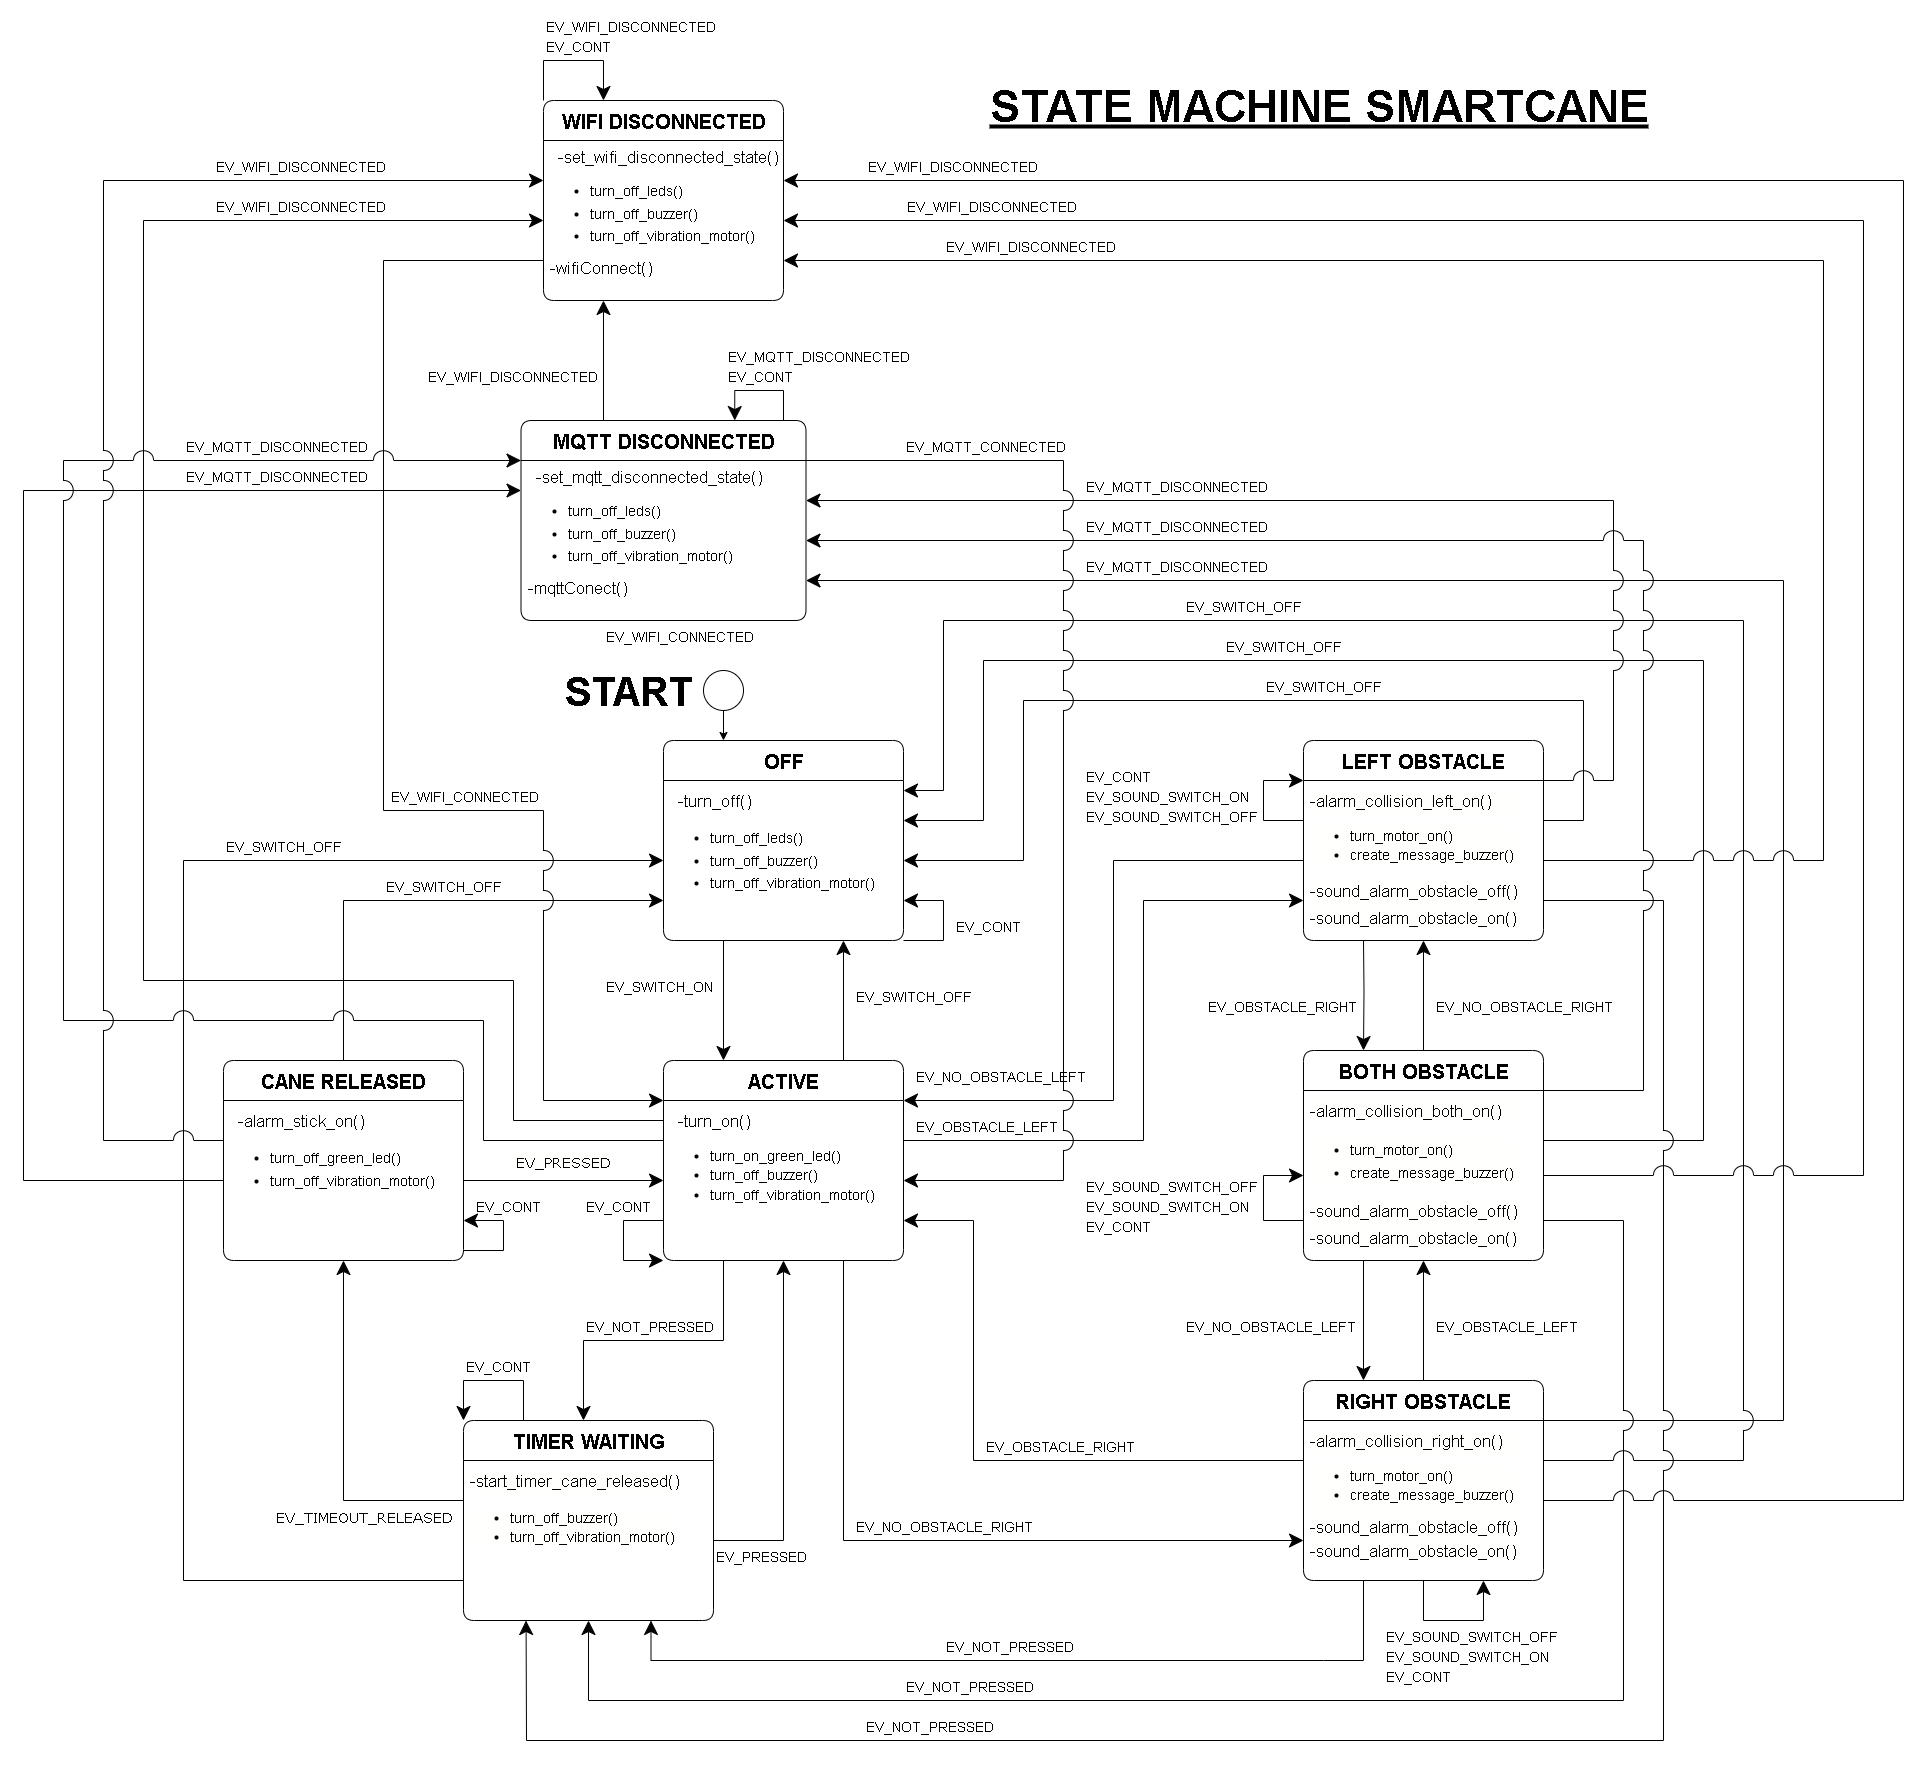 EV_WIFI_DISCONNECTED
EV_CONT
STATE MACHINE SMARTCANE
WIFI DISCONNECTED
-set_wifi_disconnected_state()
• turn_off_leds()
• turn_off_buzzer()
• turn_off_vibration_motor()
-wifiConnect()
EV_WIFI_DISCONNECTED
EV_WIFI_DISCONNECTED
EV_WIFI_DISCONNECTED
EV_WIFI_DISCONNECTED
EV_WIFI_DISCONNECTED
EV_WIFI_DISCONNECTED
EV_MQTT_DISCONNECTED
EV_CONT
MQTT DISCONNECTED
-set_mqtt_disconnected_state()
• turn_off_leds()
• turn_off_buzzer()
• turn_off_vibration_motor()
-mqttConect()
EV_MQTT_DISCONNECTED
EV_MQTT_DISCONNECTED
EV_MQTT_CONNECTED
EV_MQTT_DISCONNECTED
EV_MQTT_DISCONNECTED
EV_MQTT_DISCONNECTED
EV_SWITCH_OFF
EV_WIFI_CONNECTED
EV_SWITCH_OFF
EV_SWITCH_OFF
START
OFF
-turn_off()
• turn_off_leds()
• turn_off_buzzer()
• turn_off_vibration_motor()
EV_WIFI_CONNECTED
EV_SWITCH_OFF
EV_SWITCH_OFF
EV_CONT
EV_CONT
EV_SOUND_SWITCH_ON
EV_SOUND_SWITCH_OFF
LEFT OBSTACLE
-alarm_collision_left_on()
• turn_motor_on()
• create_message_buzzer()
-sound_alarm_obstacle_off()
-sound_alarm_obstacle_on()
EV_SWITCH_ON
EV_SWITCH_OFF
EV_OBSTACLE_RIGHT
EV_NO_OBSTACLE_RIGHT
CANE RELEASED
-alarm_stick_on()
• turn_off_green_led()
• turn_off_vibration_motor()
EV_PRESSED
EV_CONT
EV_CONT
ACTIVE
-turn_on()
• turn_on_green_led()
• turn_off_buzzer()
• turn_off_vibration_motor()
EV_NO_OBSTACLE_LEFT
EV_OBSTACLE_LEFT
BOTH OBSTACLE
-alarm_collision_both_on()
• turn_motor_on()
• create_message_buzzer()
-sound_alarm_obstacle_off()
-sound_alarm_obstacle_on()
EV_SOUND_SWITCH_OFF
EV_SOUND_SWITCH_ON
EV_CONT
EV_NOT_PRESSED
EV_NO_OBSTACLE_LEFT
EV_OBSTACLE_LEFT
EV_CONT
TIMER WAITING
-start_timer_cane_released()
• turn_off_buzzer()
• turn_off_vibration_motor()
EV_TIMEOUT_RELEASED
EV_PRESSED
EV_OBSTACLE_RIGHT
EV_NO_OBSTACLE_RIGHT
RIGHT OBSTACLE
-alarm_collision_right_on()
• turn_motor_on()
• create_message_buzzer()
-sound_alarm_obstacle_off()
-sound_alarm_obstacle_on()
EV_SOUND_SWITCH_OFF
EV_SOUND_SWITCH_ON
EV_CONT
EV_NOT_PRESSED
EV_NOT_PRESSED
EV_NOT_PRESSED